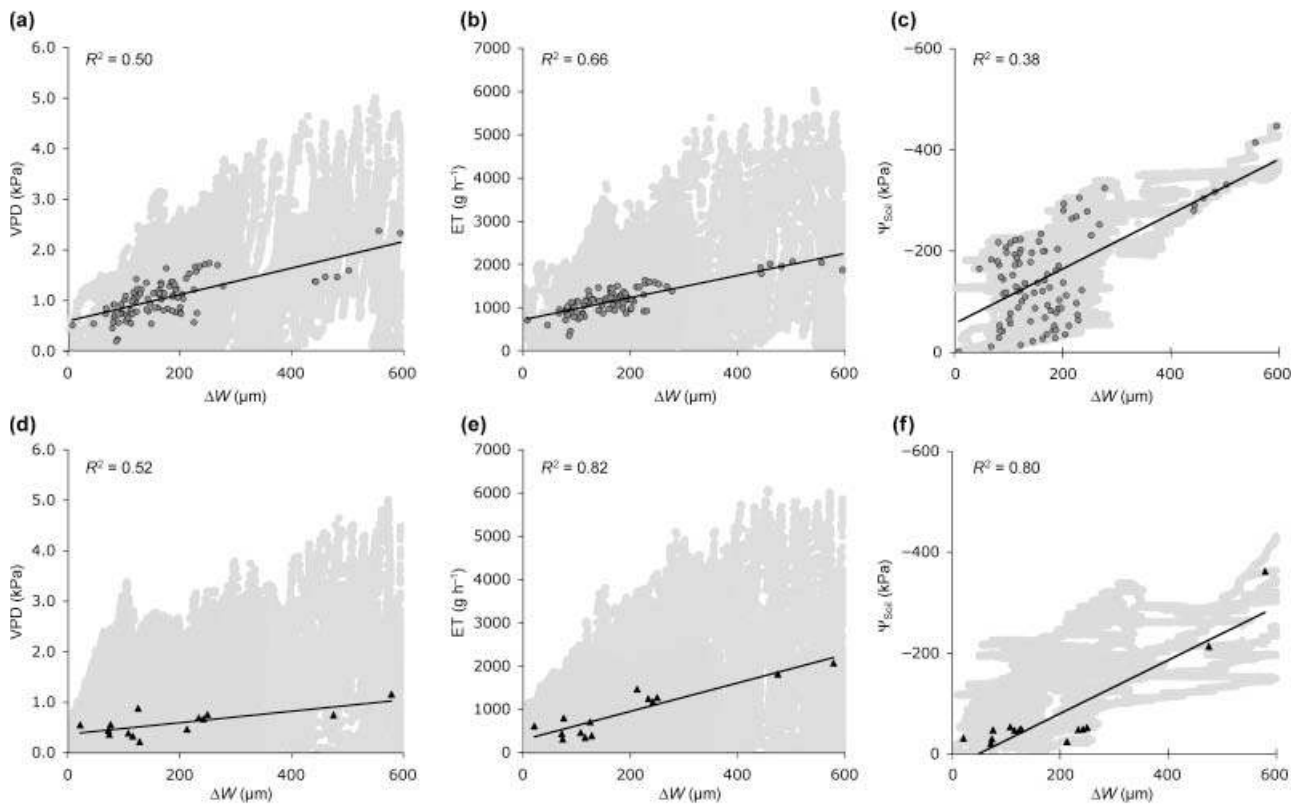 (a)
6.0
5.0
4.0
3.0
2.0
1.0
0.0
R² = 0.50
VPD (kPa)
0 200 400 600
ΔW (µm)
(b)
7000
6000
5000
4000
3000
2000
1000
0
R² = 0.66
ET (g h⁻¹)
0 200 400 600
ΔW (µm)
(c)
−600
−400
−200
0
R² = 0.38
ΨSoil (kPa)
0 200 400 600
ΔW (µm)
(d)
6.0
5.0
4.0
3.0
2.0
1.0
0.0
R² = 0.52
VPD (kPa)
0 200 400 600
ΔW (µm)
(e)
7000
6000
5000
4000
3000
2000
1000
0
R² = 0.82
ET (g h⁻¹)
0 200 400 600
ΔW (µm)
(f)
−600
−400
−200
0
R² = 0.80
ΨSoil (kPa)
0 200 400 600
ΔW (µm)